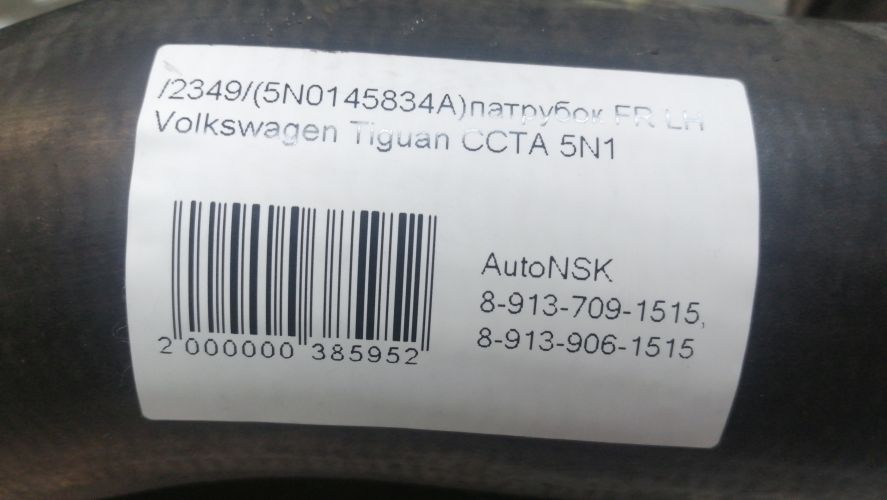 /2349/(5N0145834A)патрубок FR LH
Volkswagen Tiguan CCTA 5N1
AutoNSK
8-913-709-1515,
8-913-906-1515
2 000000 385952